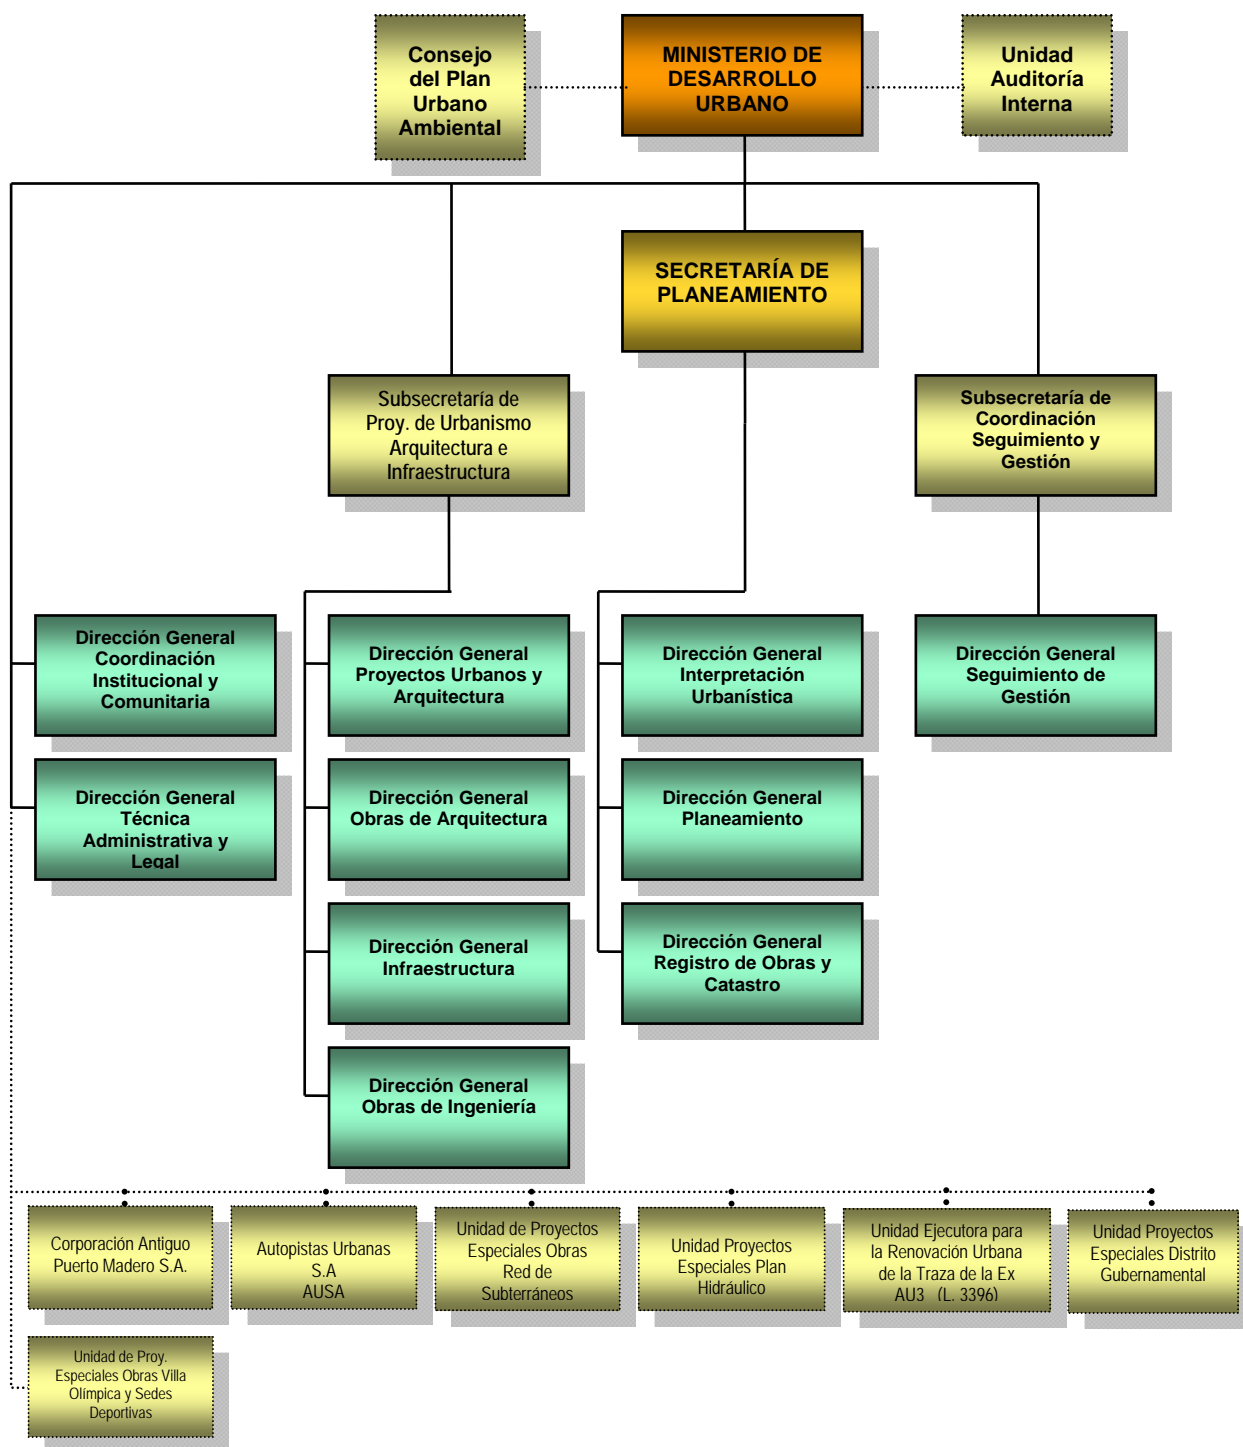 Consejo
del Plan
Urbano
Ambiental
MINISTERIO DE
DESARROLLO
URBANO
Unidad
Auditoría
Interna
SECRETARÍA DE
PLANEAMIENTO
Subsecretaría de
Proy. de Urbanismo
Arquitectura e
Infraestructura
Subsecretaría de
Coordinación
Seguimiento y
Gestión
Dirección General
Coordinación
Institucional y
Comunitaria
Dirección General
Proyectos Urbanos y
Arquitectura
Dirección General
Interpretación
Urbanística
Dirección General
Seguimiento de
Gestión
Dirección General
Técnica
Administrativa y
Legal
Dirección General
Obras de Arquitectura
Dirección General
Planeamiento
Dirección General
Infraestructura
Dirección General
Registro de Obras y
Catastro
Dirección General
Obras de Ingeniería
Corporación Antiguo
Puerto Madero S.A.
Autopistas Urbanas
S.A
AUSA
Unidad de Proyectos
Especiales Obras
Red de
Subterráneos
Unidad Proyectos
Especiales Plan
Hidráulico
Unidad Ejecutora para
la Renovación Urbana
de la Traza de la Ex
AU3 (L. 3396)
Unidad Proyectos
Especiales Distrito
Gubernamental
Unidad de Proy.
Especiales Obras Villa
Olímpica y Sedes
Deportivas